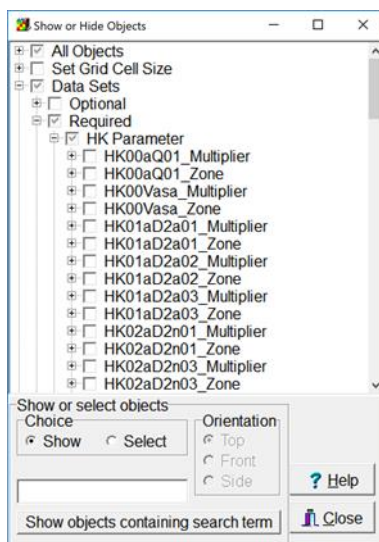 Show or Hide Objects
All Objects
Set Grid Cell Size
Data Sets
Optional
Required
HK Parameter
HK00aQ01_Multiplier
HK00aQ01_Zone
HK00Vasa_Multiplier
HK00Vasa_Zone
HK01aD2a01_Multiplier
HK01aD2a01_Zone
HK01aD2a02_Multiplier
HK01aD2a02_Zone
HK01aD2a03_Multiplier
HK01aD2a03_Zone
HK02aD2n01_Multiplier
HK02aD2n01_Zone
HK02aD2n03_Multiplier
HK02aD2n03_Zone
Show or select objects
Choice
Show Select
Orientation
Top
Front
Side
Show objects containing search term
? Help
Close